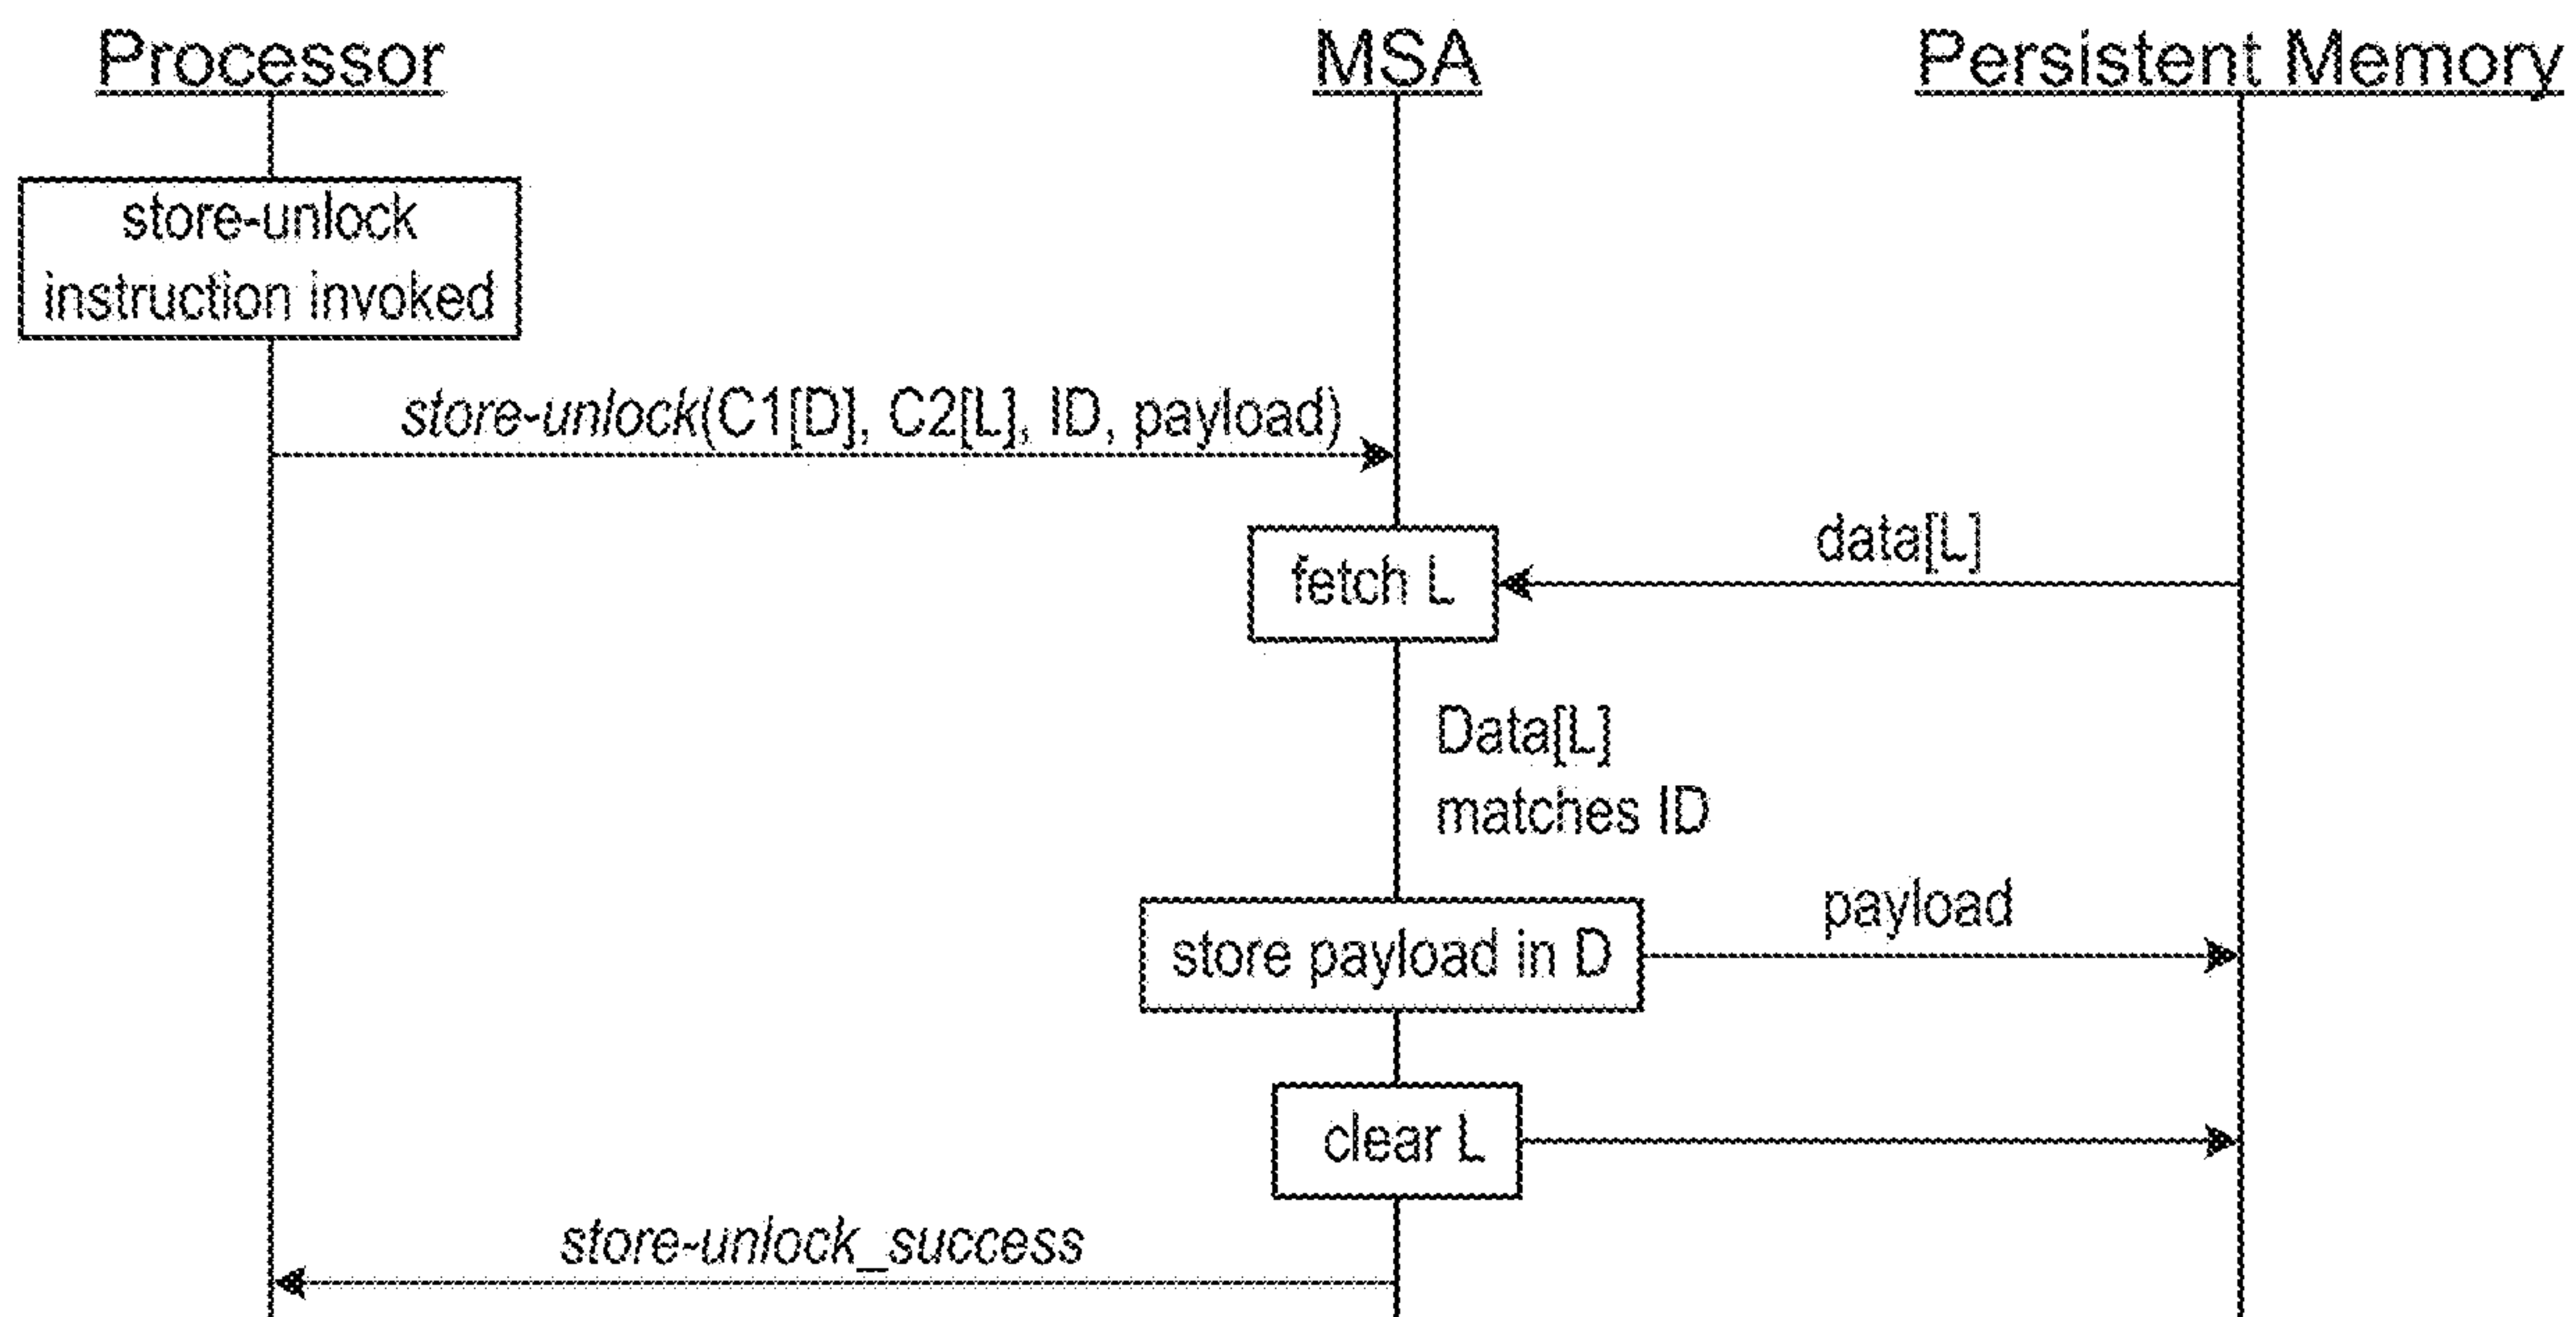 Processor
MSA
Persistent Memory
store-unlock
instruction invoked
store-unlock(C1[D], C2[L], ID, payload)
fetch L
data[L]
Data[L]
matches ID
store payload in D
payload
clear L
store-unlock_success